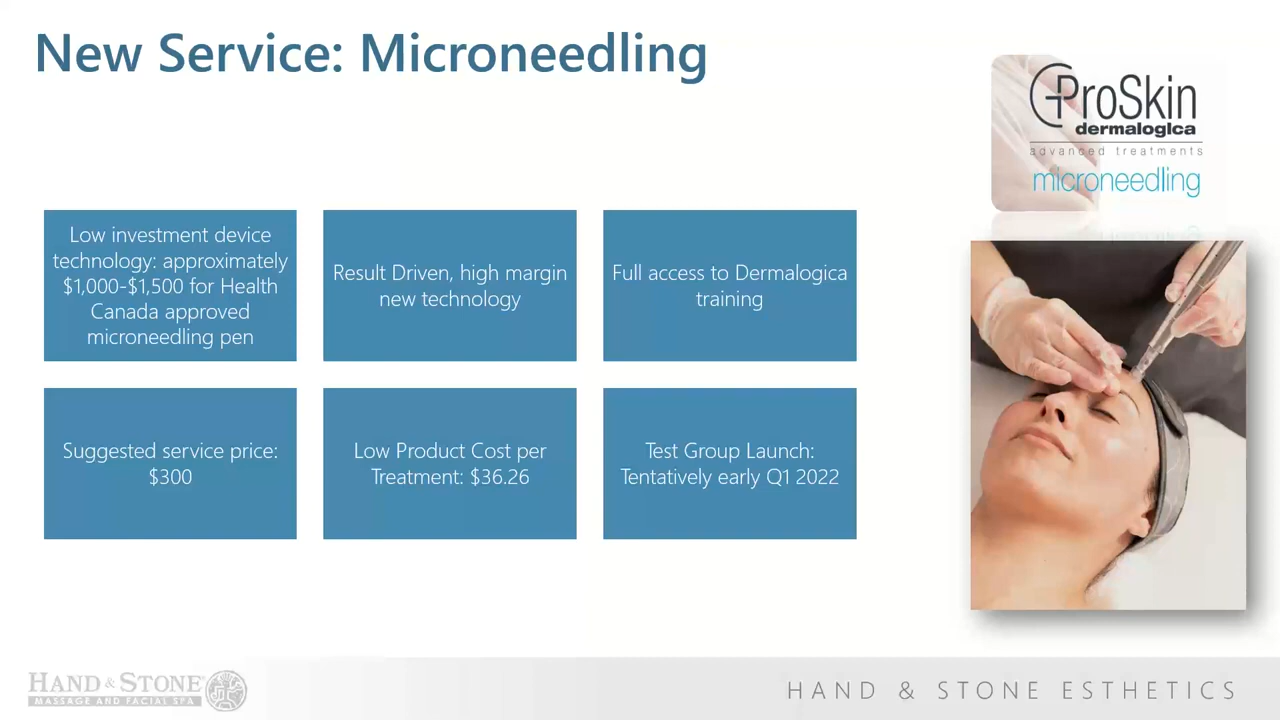 New Service: Microneedling
ProSkin
dermalogica
advanced treatments
microneedling
Low investment device
technology: approximately
$1,000-$1,500 for Health
Canada approved
microneedling pen
Result Driven, high margin
new technology
Full access to Dermalogica
training
Suggested service price:
$300
Low Product Cost per
Treatment: $36.26
Test Group Launch:
Tentatively early Q1 2022
HAND & STONE
MASSAGE AND FACIAL SPA
HAND & STONE ESTHETICS